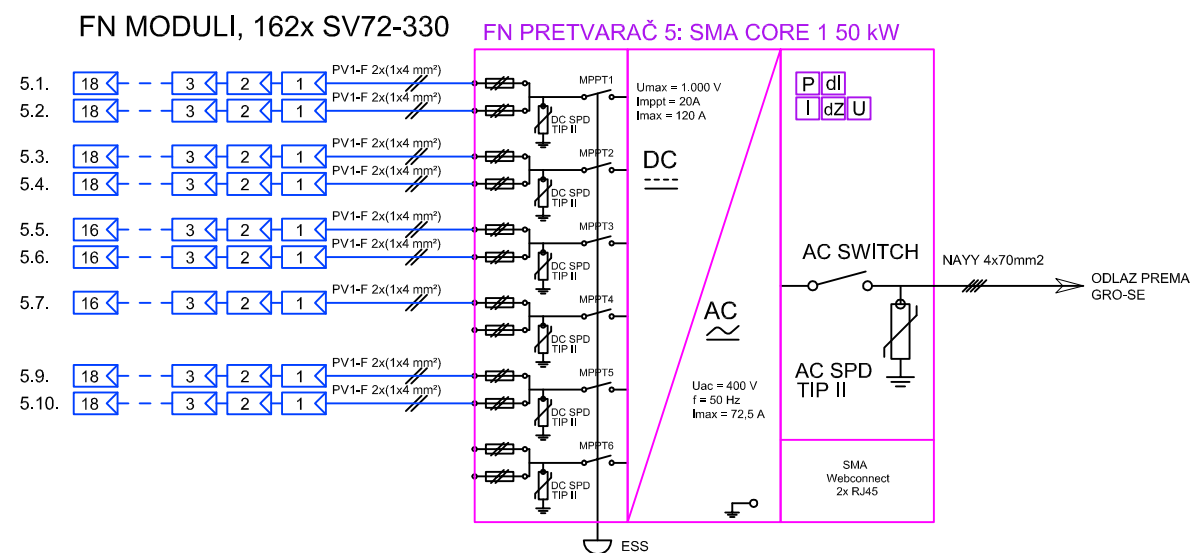 FN MODULI, 162x SV72-330
FN PRETVARAČ 5: SMA CORE 1 50 kW
5.1. 18 3 2 1 PV1-F 2x(1x4 mm²)
5.2. 18 3 2 1 PV1-F 2x(1x4 mm²)
MPPT1
DC SPD
TIP II
5.3. 18 3 2 1 PV1-F 2x(1x4 mm²)
5.4. 18 3 2 1 PV1-F 2x(1x4 mm²)
MPPT2
DC SPD
TIP II
5.5. 16 3 2 1 PV1-F 2x(1x4 mm²)
5.6. 16 3 2 1 PV1-F 2x(1x4 mm²)
MPPT3
DC SPD
TIP II
5.7. 16 3 2 1 PV1-F 2x(1x4 mm²)
MPPT4
DC SPD
TIP II
5.9. 18 3 2 1 PV1-F 2x(1x4 mm²)
5.10. 18 3 2 1 PV1-F 2x(1x4 mm²)
MPPT5
DC SPD
TIP II
MPPT6
DC SPD
TIP II
ESS
Umax = 1.000 V
Imppt = 20A
Imax = 120 A
DC
AC
Uac = 400 V
f = 50 Hz
Imax = 72,5 A
P dI
I dZ U
AC SWITCH
AC SPD
TIP II
SMA
Webconnect
2x RJ45
NAYY 4x70mm2
ODLAZ PREMA
GRO-SE